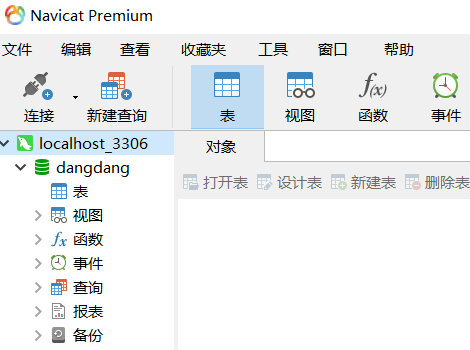 Navicat Premium
文件 编辑 查看 收藏夹 工具 窗口 帮助
连接 新建查询 表 视图 f(x) 函数 事件
localhost_3306 对象
dangdang
打开表 设计表 新建表 删除表
表
视图
fx 函数
事件
查询
报表
备份